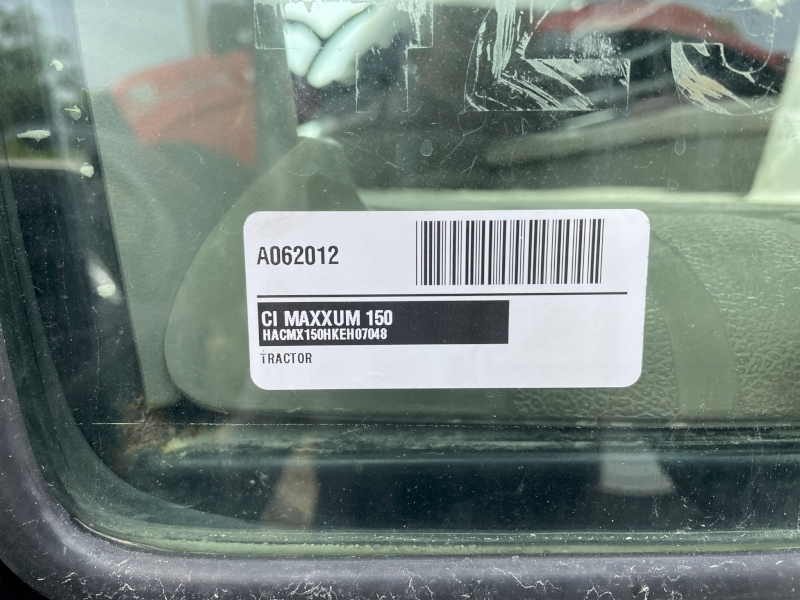 A062012
CI MAXXUM 150
HACMX150HKEH07048
TRACTOR